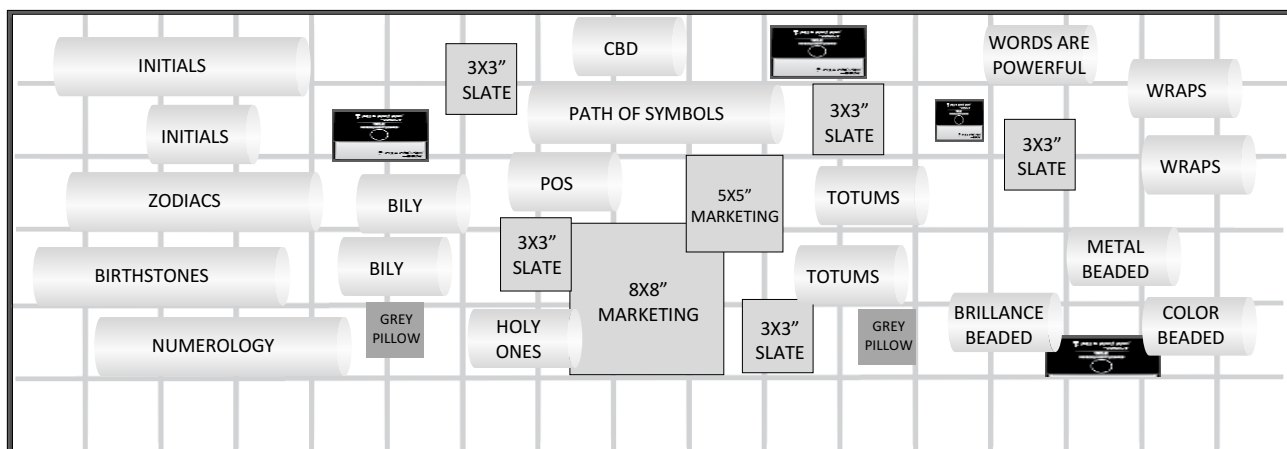 INITIALS
3X3”
SLATE
CBD
WORDS ARE
POWERFUL
WRAPS
INITIALS
PATH OF SYMBOLS
3X3”
SLATE
3X3”
SLATE
WRAPS
ZODIACS
BILY
POS
5X5”
MARKETING
TOTUMS
BIRTHSTONES
BILY
3X3”
SLATE
8X8”
MARKETING
TOTUMS
METAL
BEADED
NUMEROLOGY
GREY
PILLOW
HOLY
ONES
3X3”
SLATE
GREY
PILLOW
BRILLANCE
BEADED
COLOR
BEADED